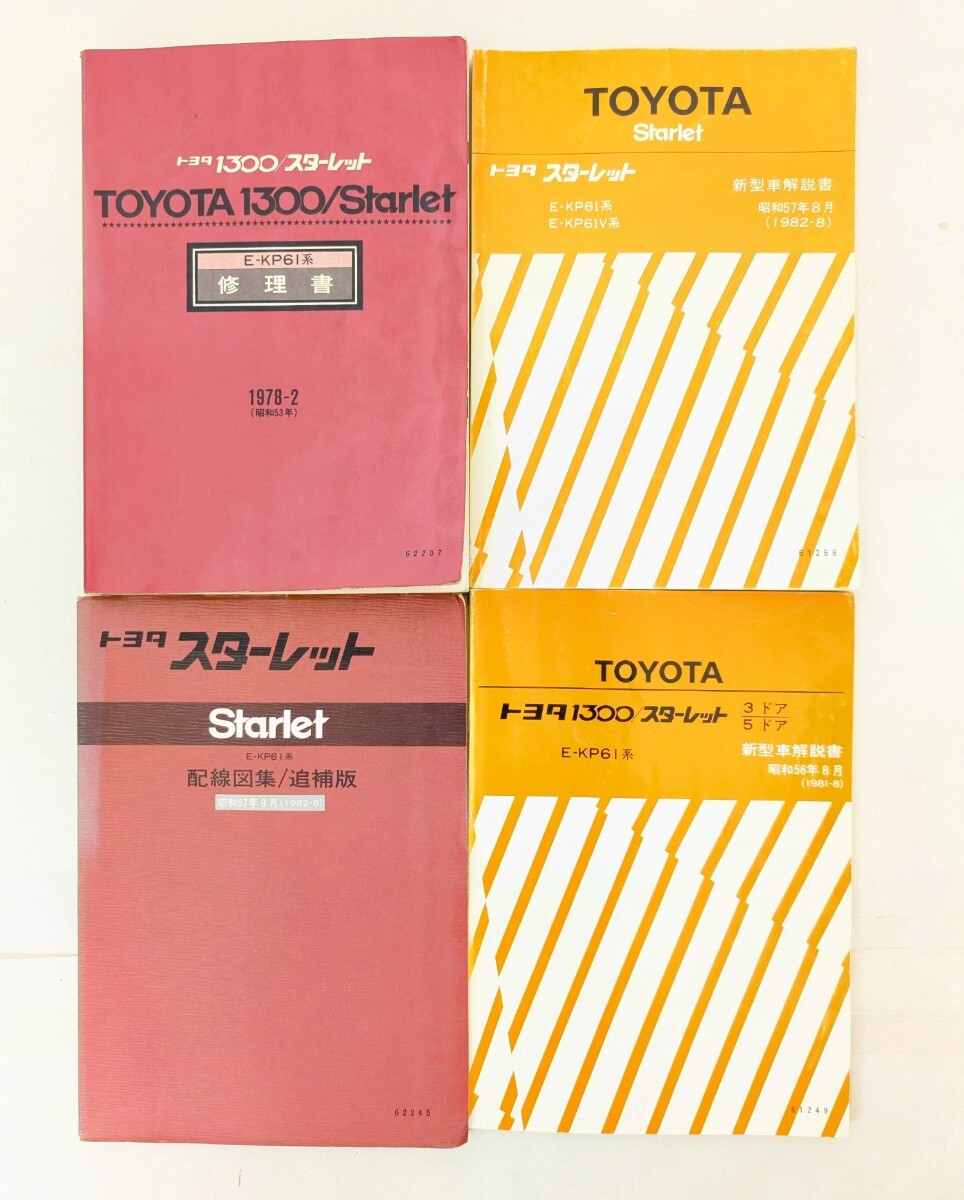 トヨタ 1300/スターレット
TOYOTA 1300/Starlet
E-KP61系
修理書
1978-2
(昭和53年)
62207
TOYOTA
Starlet
トヨタ スターレット
新型車解説書
E-KP61系
昭和57年8月
E-KP61V系
(1982-8)
61268
トヨタ スターレット
Starlet
E-KP61系
配線図集/追補版
昭和57年8月(1982-8)
62245
TOYOTA
トヨタ1300/スターレット
3ドア
5ドア
E-KP61系
新型車解説書
昭和56年8月
(1981-8)
61249